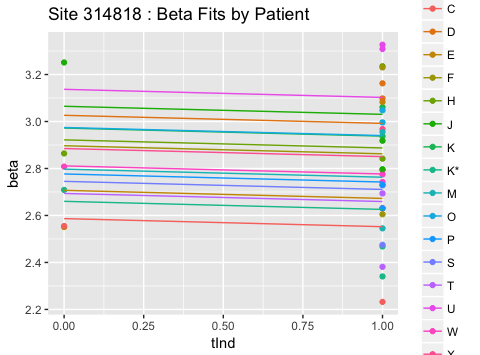 Site 314818 : Beta Fits by Patient
beta
3.2
3.0
2.8
2.6
2.4
2.2
0.00
0.25
0.50
0.75
1.00
tInd
C
D
E
F
H
J
K
K*
M
O
P
S
T
U
W